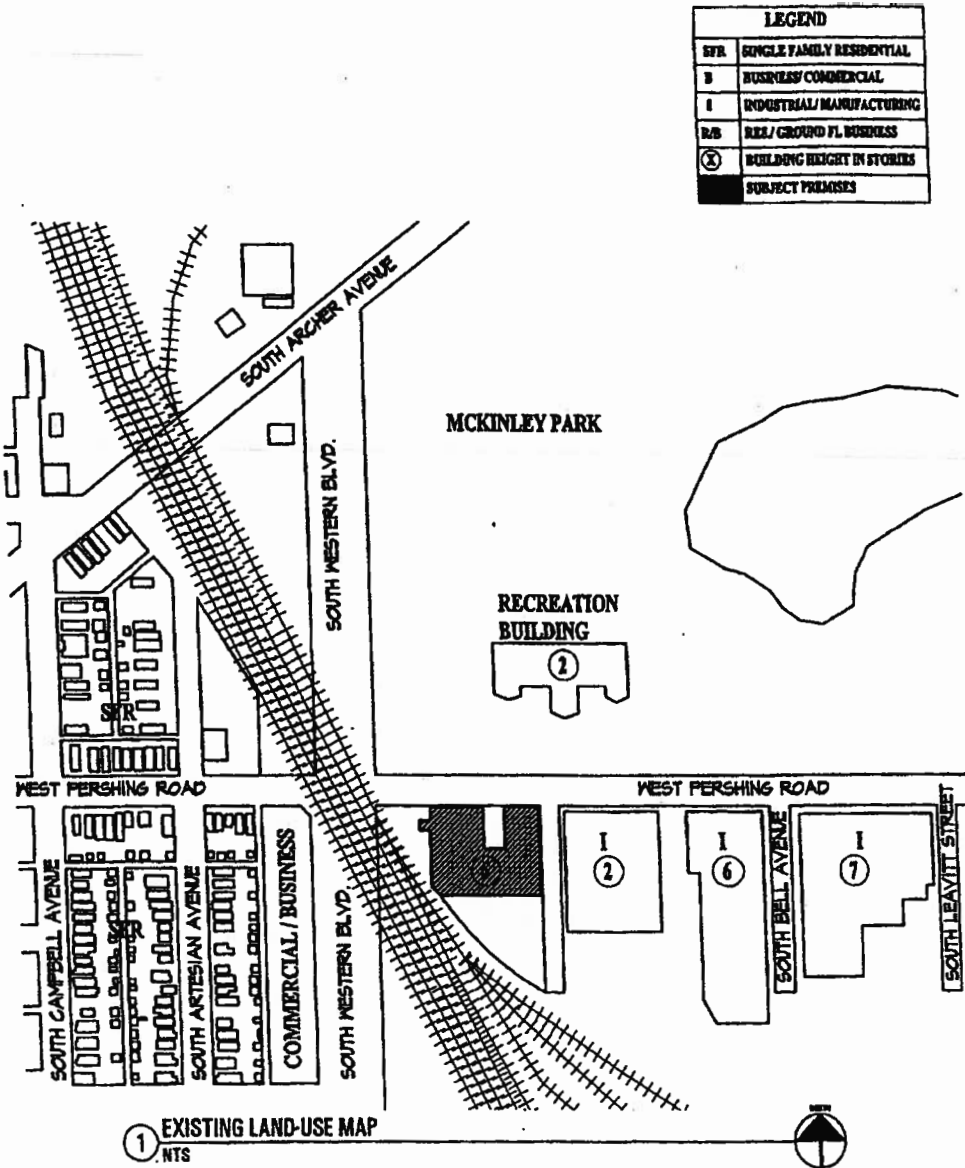 LEGEND
SFR SINGLE FAMILY RESIDENTIAL
B BUSINESS/ COMMERCIAL
I INDUSTRIAL/ MANUFACTURING
R/B RES./ GROUND FL BUSINESS
X BUILDING HEIGHT IN STORIES
SUBJECT PREMISES
SOUTH ARCHER AVENUE
MCKINLEY PARK
SOUTH WESTERN BLVD.
RECREATION
BUILDING
2
SFR
WEST PERSHING ROAD
WEST PERSHING ROAD
I
2
I
6
I
7
SOUTH BELL AVENUE
SOUTH LEAVITT STREET
SOUTH CAMPBELL AVENUE
SFR
SOUTH ARTESIAN AVENUE
COMMERCIAL / BUSINESS
SOUTH WESTERN BLVD.
1 EXISTING LAND-USE MAP
NTS